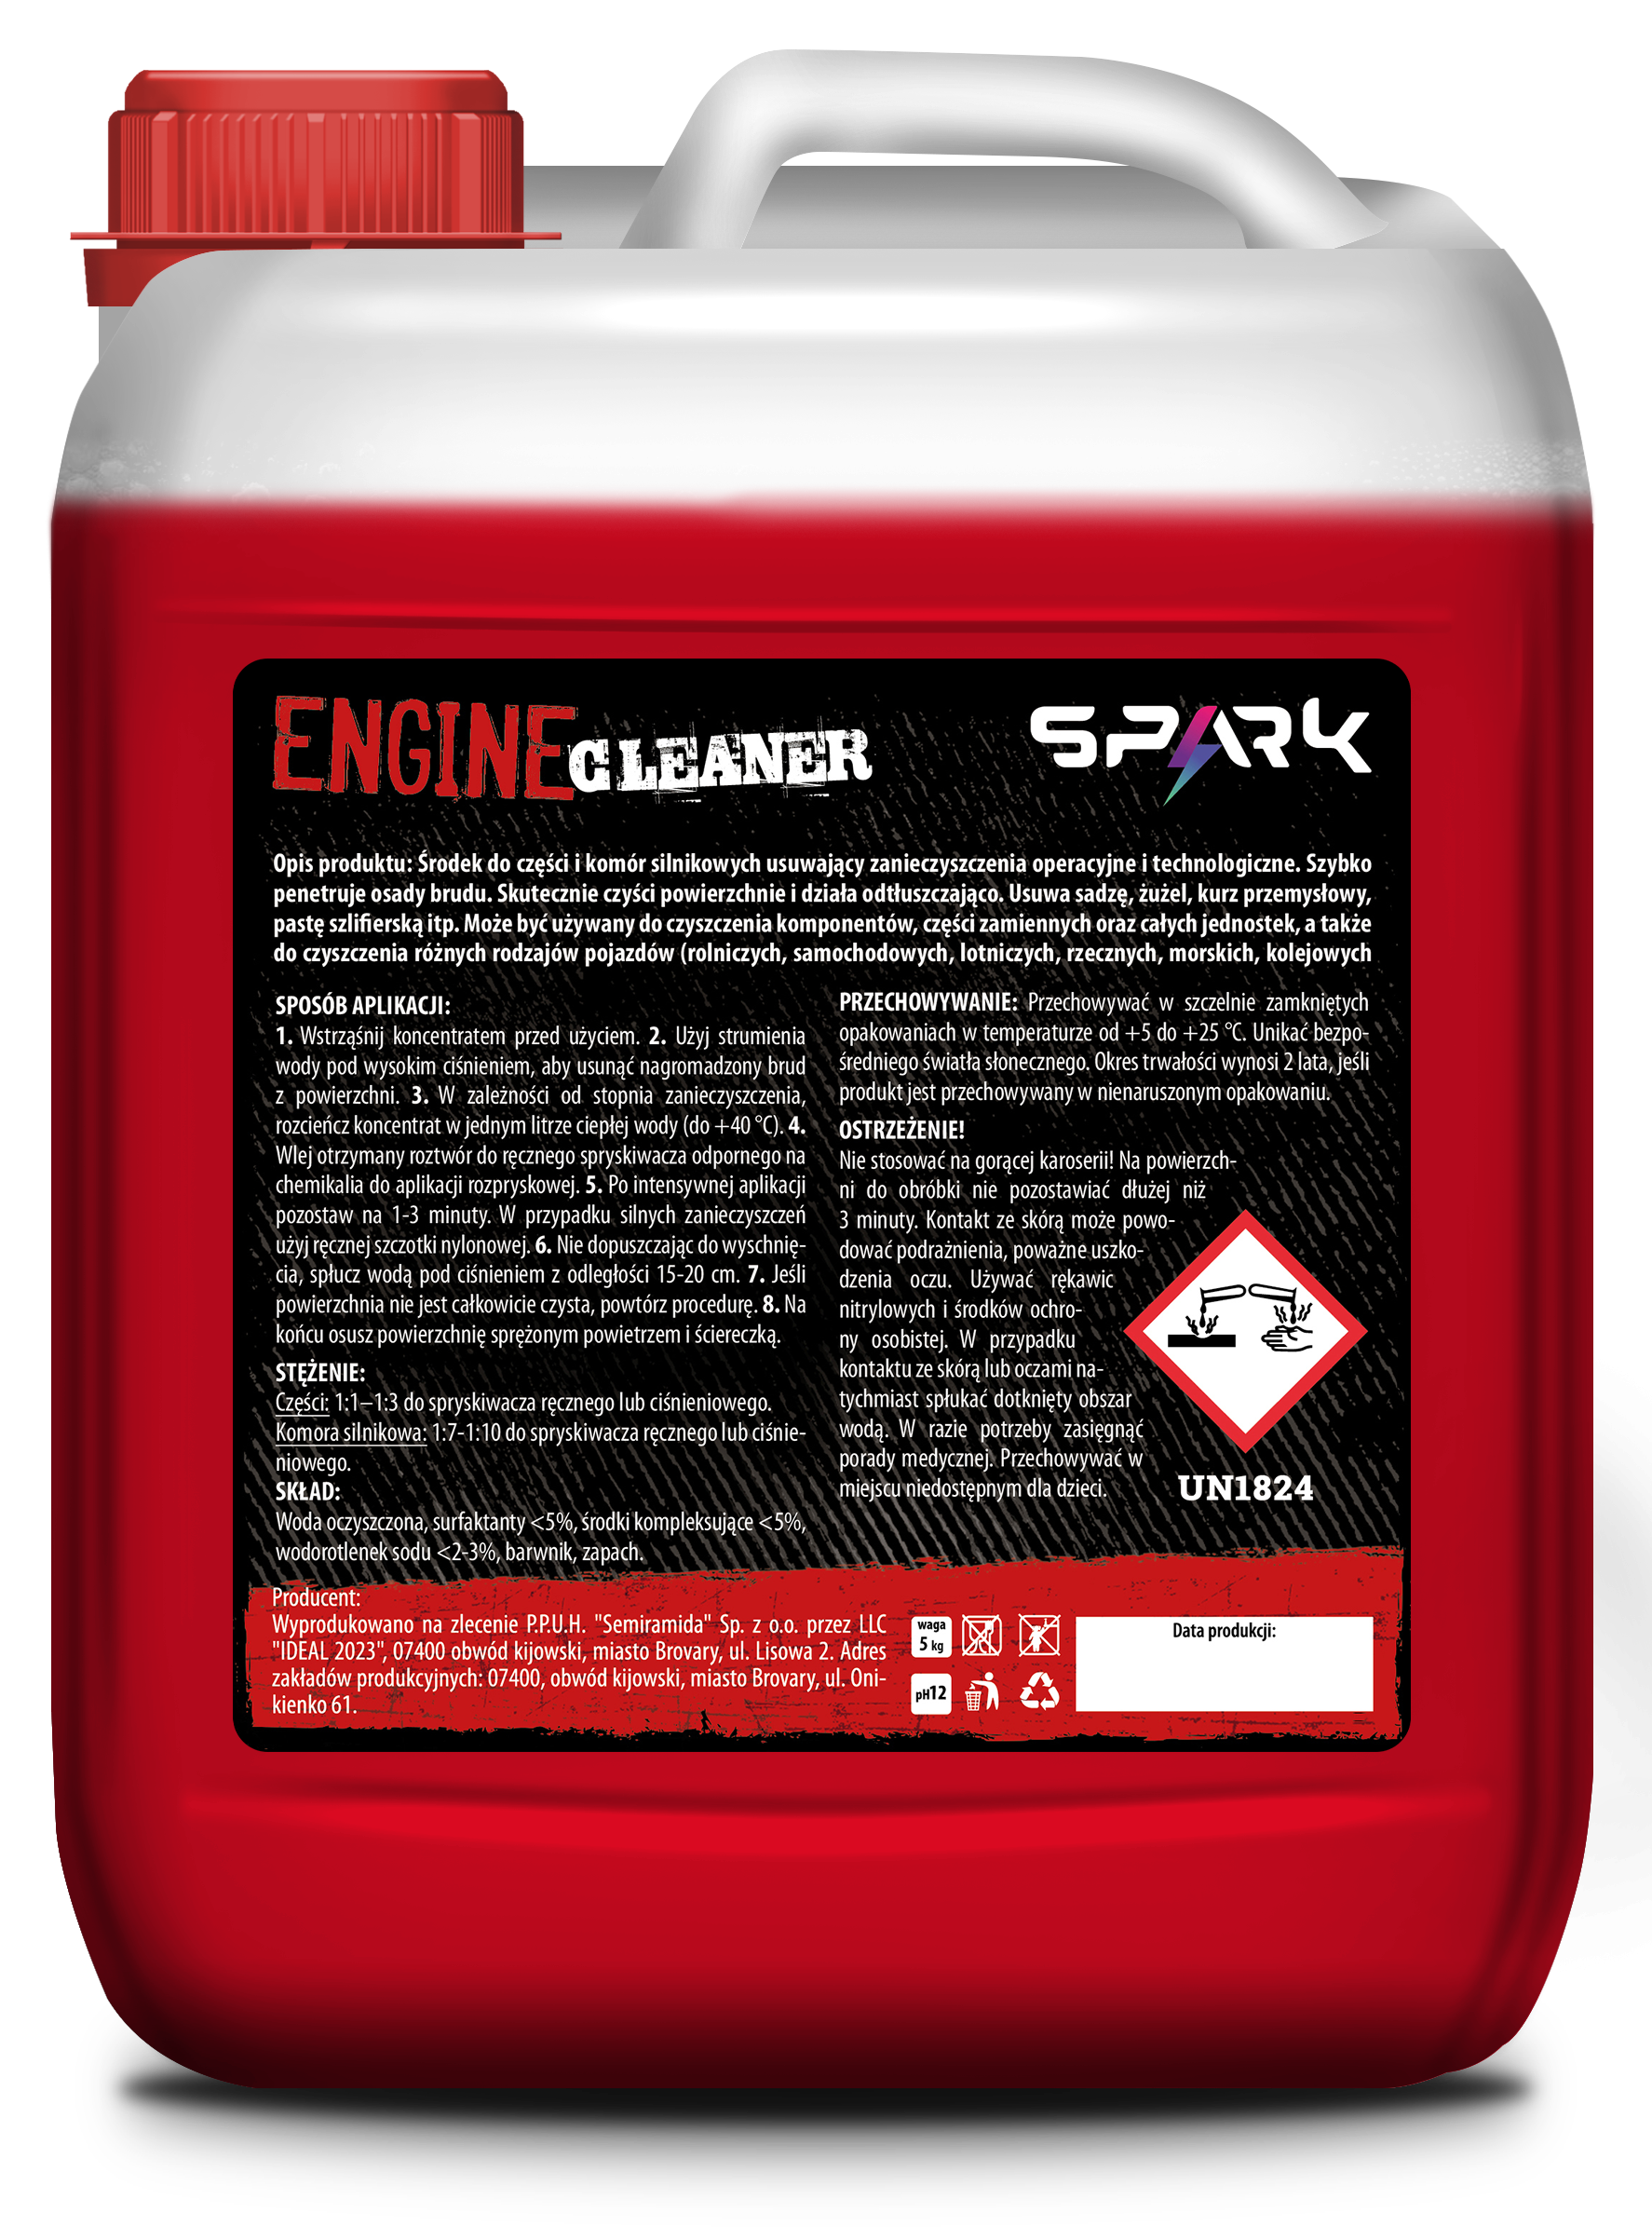 ENGINE CLEANER
SPARK
Opis produktu: Środek do części i komór silnikowych usuwający zanieczyszczenia operacyjne i technologiczne. Szybko
penetruje osady brudu. Skutecznie czyści powierzchnie i działa odtłuszczająco. Usuwa sadzę, żużel, kurz przemysłowy,
pastę szlifierską itp. Może być używany do czyszczenia komponentów, części zamiennych oraz całych jednostek, a także
do czyszczenia różnych rodzajów pojazdów (rolniczych, samochodowych, lotniczych, rzecznych, morskich, kolejowych
SPOSÓB APLIKACJI:
1. Wstrząśnij koncentratem przed użyciem. 2. Użyj strumienia
wody pod wysokim ciśnieniem, aby usunąć nagromadzony brud
z powierzchni. 3. W zależności od stopnia zanieczyszczenia,
rozcieńcz koncentrat w jednym litrze ciepłej wody (do +40 °C). 4.
Wlej otrzymany roztwór do ręcznego spryskiwacza odpornego na
chemikalia do aplikacji rozpryskowej. 5. Po intensywnej aplikacji
pozostaw na 1-3 minuty. W przypadku silnych zanieczyszczeń
użyj ręcznej szczotki nylonowej. 6. Nie dopuszczając do wyschnię-
cia, spłucz wodą pod ciśnieniem z odległości 15-20 cm. 7. Jeśli
powierzchnia nie jest całkowicie czysta, powtórz procedurę. 8. Na
końcu osusz powierzchnię sprężonym powietrzem i ściereczką.
STĘŻENIE:
Części: 1:1–1:3 do spryskiwacza ręcznego lub ciśnieniowego.
Komora silnikowa: 1:7-1:10 do spryskiwacza ręcznego lub ciśnie-
niowego.
SKŁAD:
Woda oczyszczona, surfaktanty <5%, środki kompleksujące <5%,
wodorotlenek sodu <2-3%, barwnik, zapach.
PRZECHOWYWANIE: Przechowywać w szczelnie zamkniętych
opakowaniach w temperaturze od +5 do +25 °C. Unikać bezpo-
średniego światła słonecznego. Okres trwałości wynosi 2 lata, jeśli
produkt jest przechowywany w nienaruszonym opakowaniu.
OSTRZEŻENIE!
Nie stosować na gorącej karoserii! Na powierzch-
ni do obróbki nie pozostawiać dłużej niż
3 minuty. Kontakt ze skórą może powo-
dować podrażnienia, poważne uszko-
dzenia oczu. Używać rękawic
nitrylowych i środków ochro-
ny osobistej. W przypadku
kontaktu ze skórą lub oczami na-
tychmiast spłukać dotknięty obszar
wodą. W razie potrzeby zasięgnąć
porady medycznej. Przechowywać w
miejscu niedostępnym dla dzieci.
UN1824
Producent:
Wyprodukowano na zlecenie P.P.U.H. "Semiramida" Sp. z o.o. przez LLC
"IDEAL 2023", 07400 obwód kijowski, miasto Brovary, ul. Lisowa 2. Adres
zakładów produkcyjnych: 07400, obwód kijowski, miasto Brovary, ul. Oni-
kienko 61.
waga
5 kg
pH12
Data produkcji: